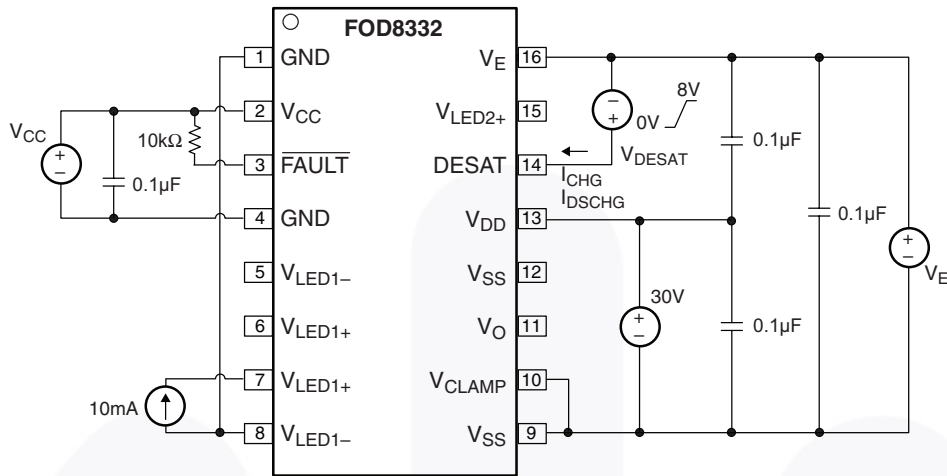 FOD8332
1 GND
2 VCC
3 FAULT
4 GND
5 VLED1–
6 VLED1+
7 VLED1+
8 VLED1–
VE 16
VLED2+ 15
DESAT 14
VDD 13
VSS 12
VO 11
VCLAMP 10
VSS 9
VCC
+
–
10kΩ
0.1µF
10mA
–
+
8V
0V
VDESAT
ICHG
IDSCHG
0.1µF
30V
+
–
0.1µF
0.1µF
+
–
VE